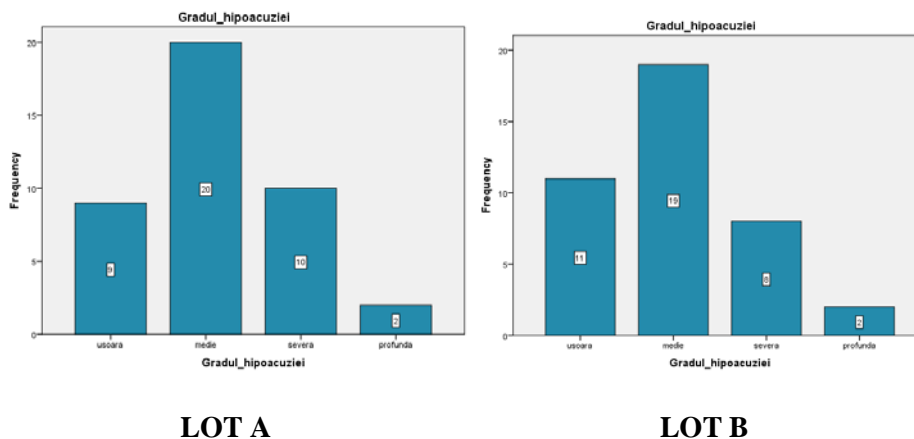 Gradul_hipoacuziei
20
15
10
5
0
Frequency
9
20
10
2
usoara medie severa profunda
Gradul_hipoacuziei
LOT A
Gradul_hipoacuziei
20
15
10
5
0
Frequency
11
19
8
2
usoara medie severa profunda
Gradul_hipoacuziei
LOT B